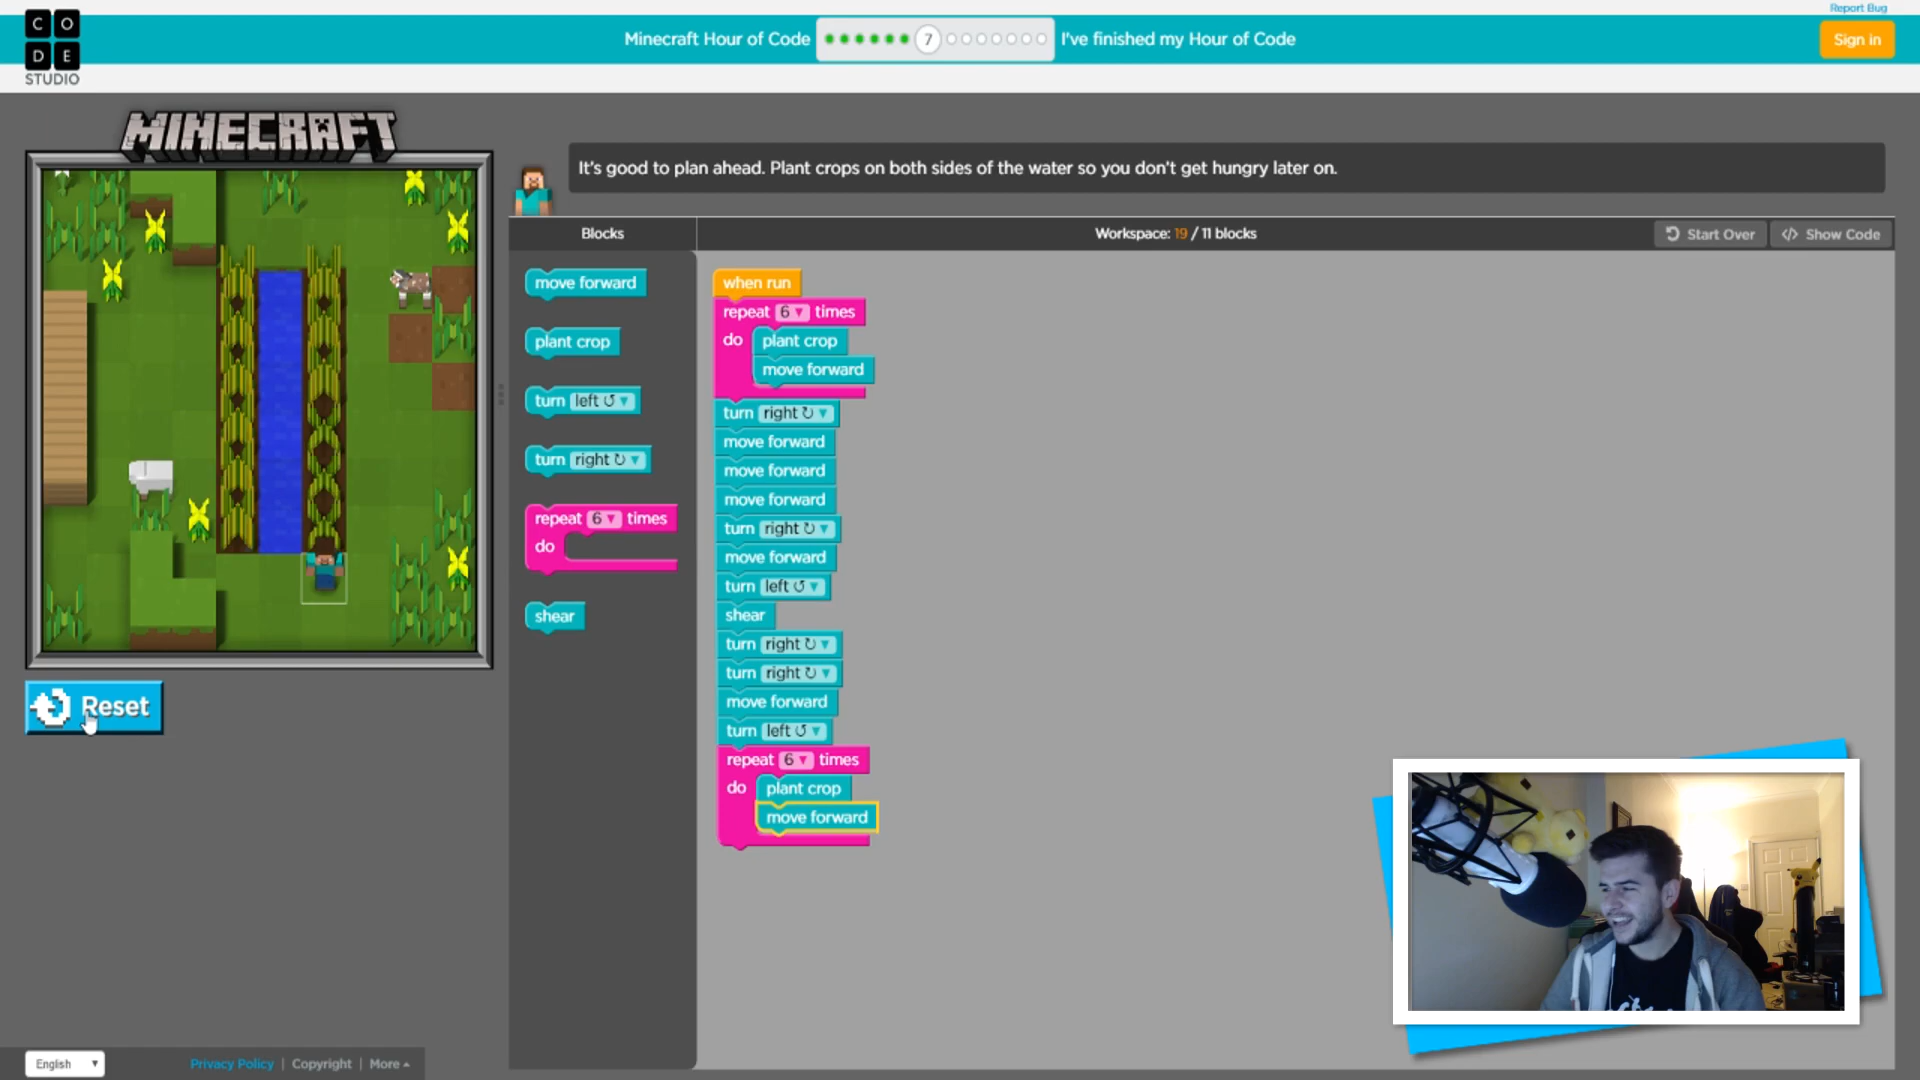 Report Bug
CODE
STUDIO
Minecraft Hour of Code
7
I've finished my Hour of Code
Sign in
MINECRAFT
It's good to plan ahead. Plant crops on both sides of the water so you don't get hungry later on.
Blocks
Workspace: 19 / 11 blocks
Start Over
</> Show Code
move forward
plant crop
turn left ↺ ▼
turn right ↻ ▼
repeat 6 ▼ times
do
shear
when run
repeat 6 ▼ times
do plant crop
move forward
turn right ↻ ▼
move forward
move forward
move forward
turn right ↻ ▼
move forward
turn left ↺ ▼
shear
turn right ↻ ▼
turn right ↻ ▼
move forward
turn left ↺ ▼
repeat 6 ▼ times
do plant crop
move forward
Reset
English ▼
Privacy Policy | Copyright | More ▲